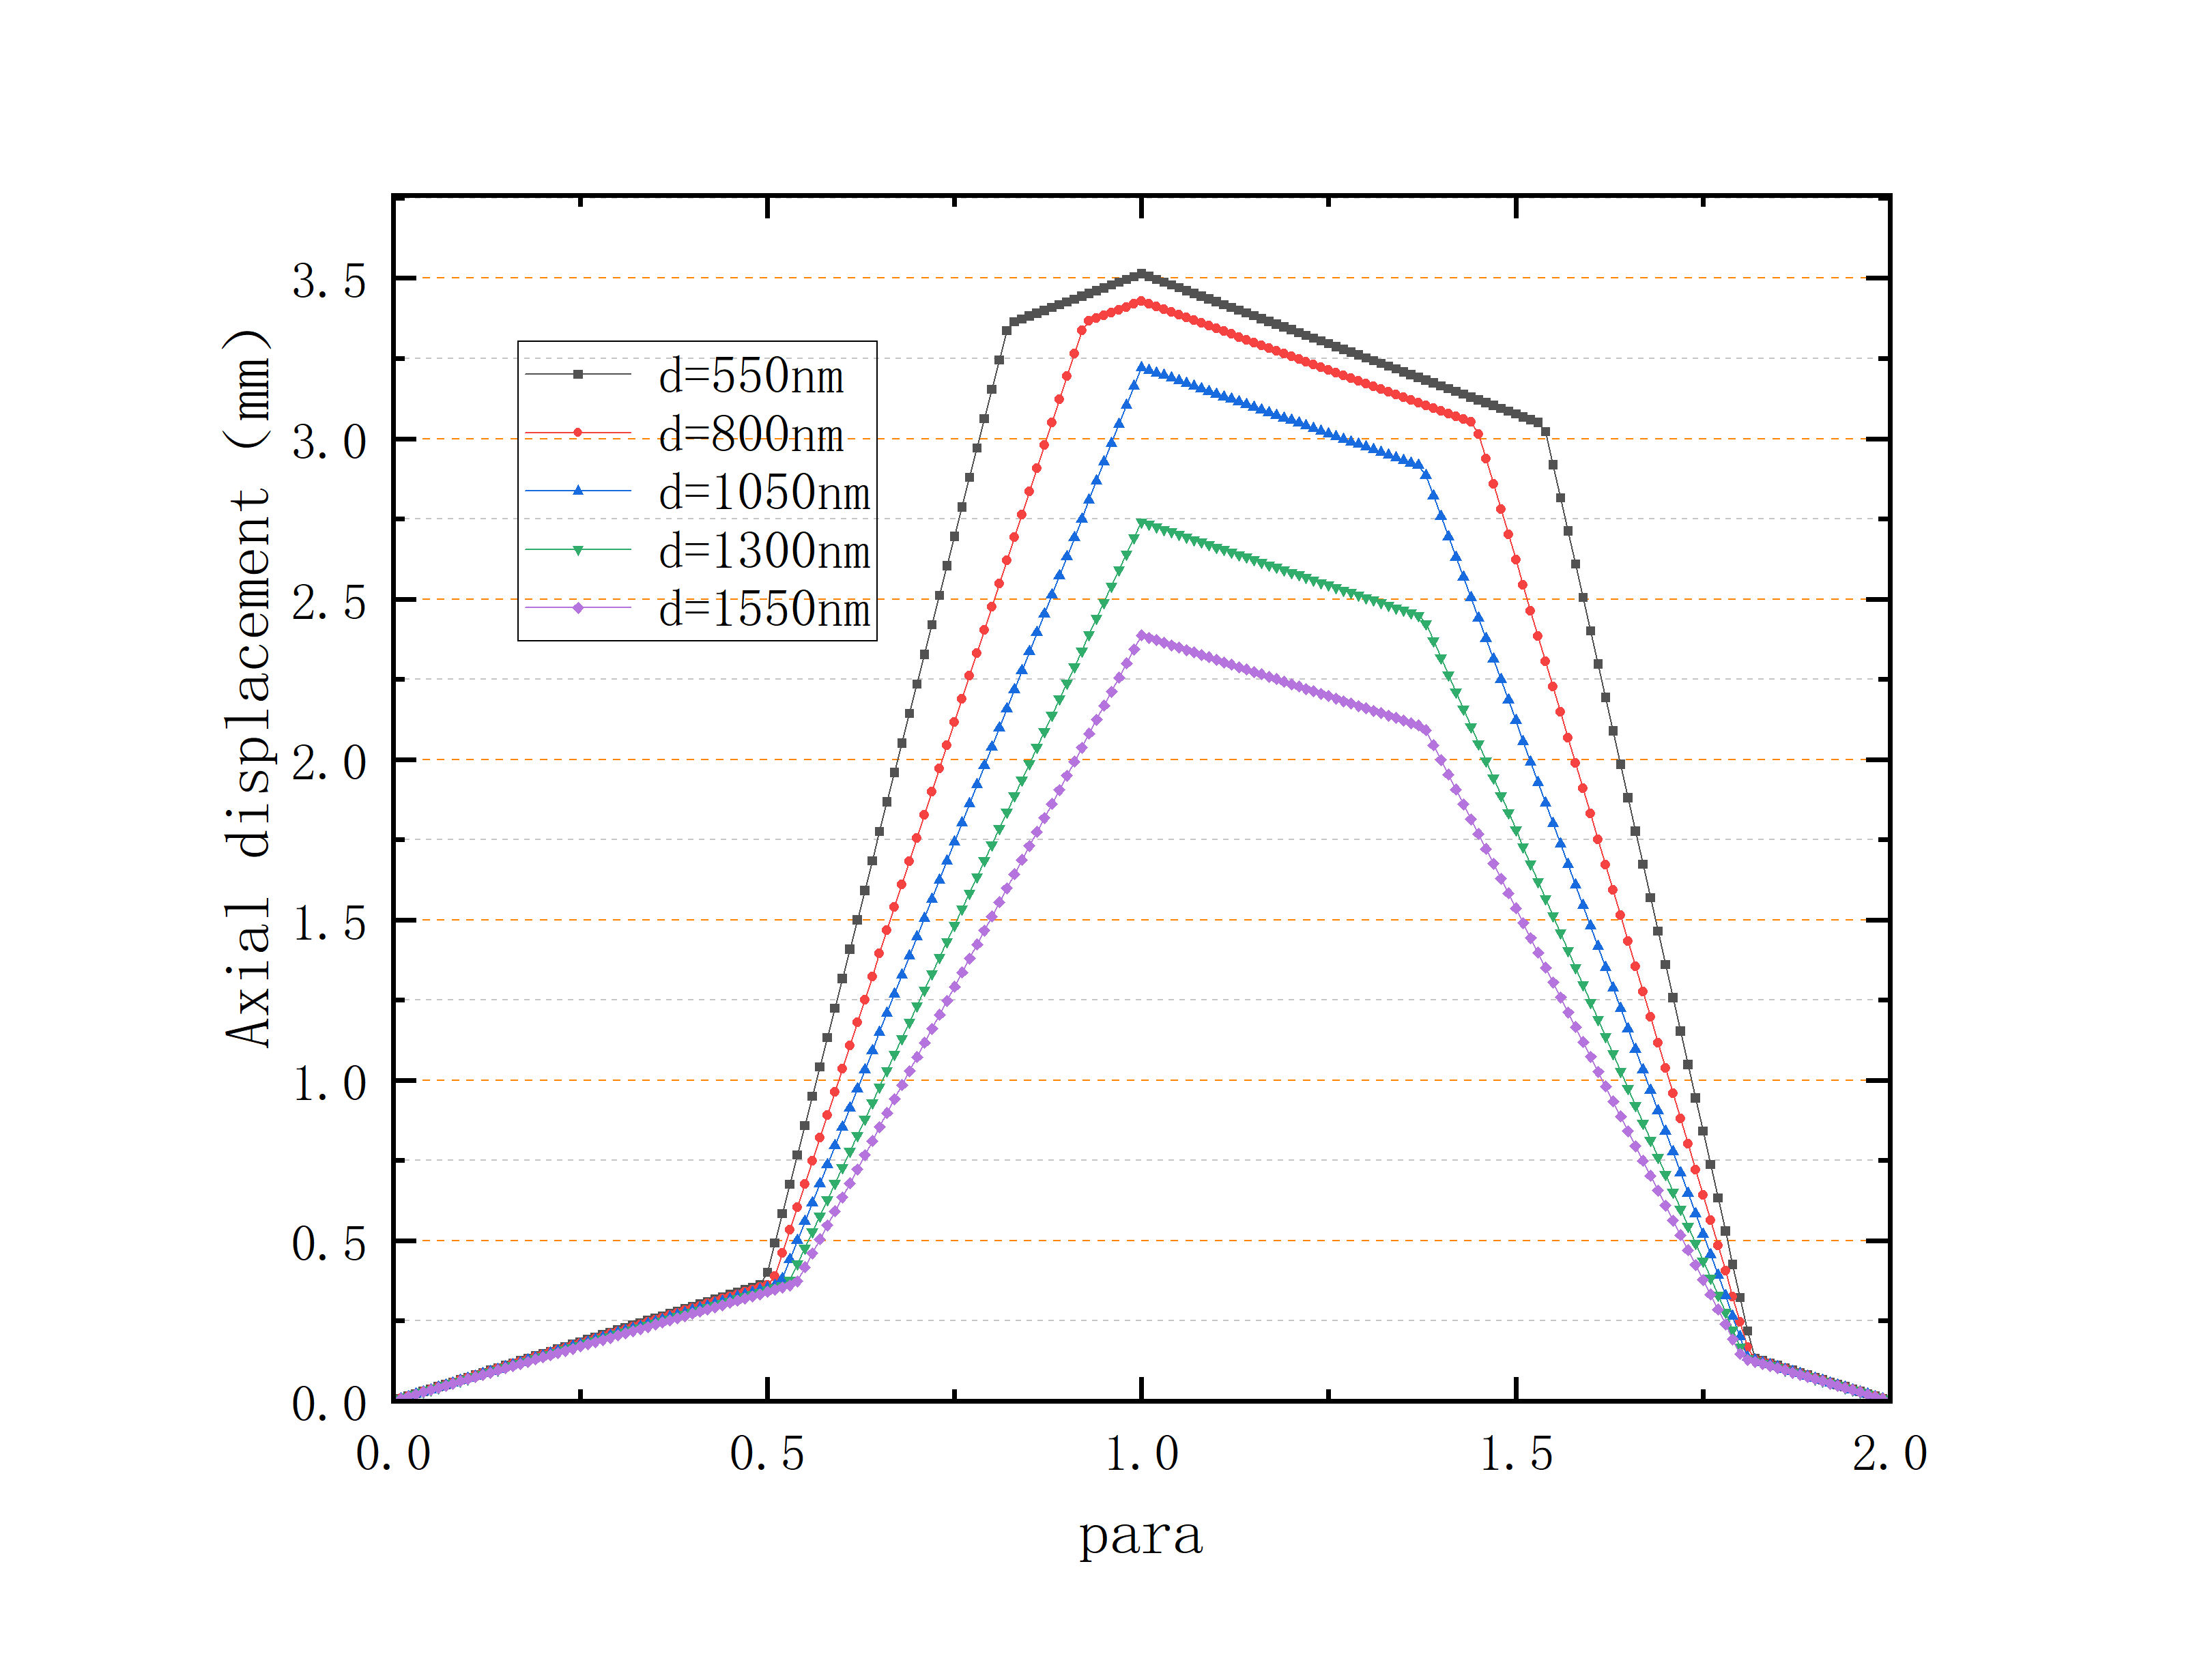 3.5
3.0
2.5
2.0
1.5
1.0
0.5
0.0
Axial displacement (mm)
d=550nm
d=800nm
d=1050nm
d=1300nm
d=1550nm
0.0 0.5 1.0 1.5 2.0
para